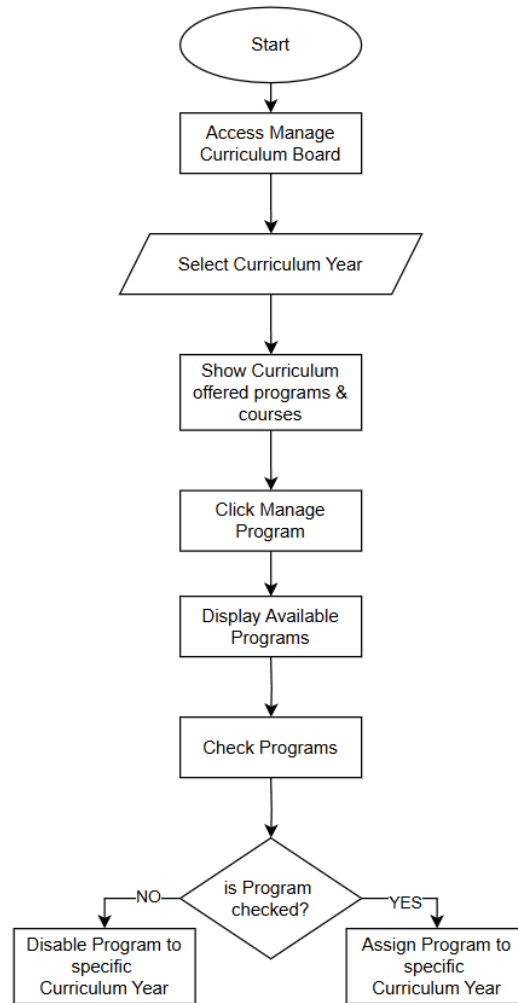 Start
Access Manage
Curriculum Board
Select Curriculum Year
Show Curriculum
offered programs &
courses
Click Manage
Program
Display Available
Programs
Check Programs
is Program
checked?
NO
YES
Disable Program to
specific
Curriculum Year
Assign Program to
specific
Curriculum Year